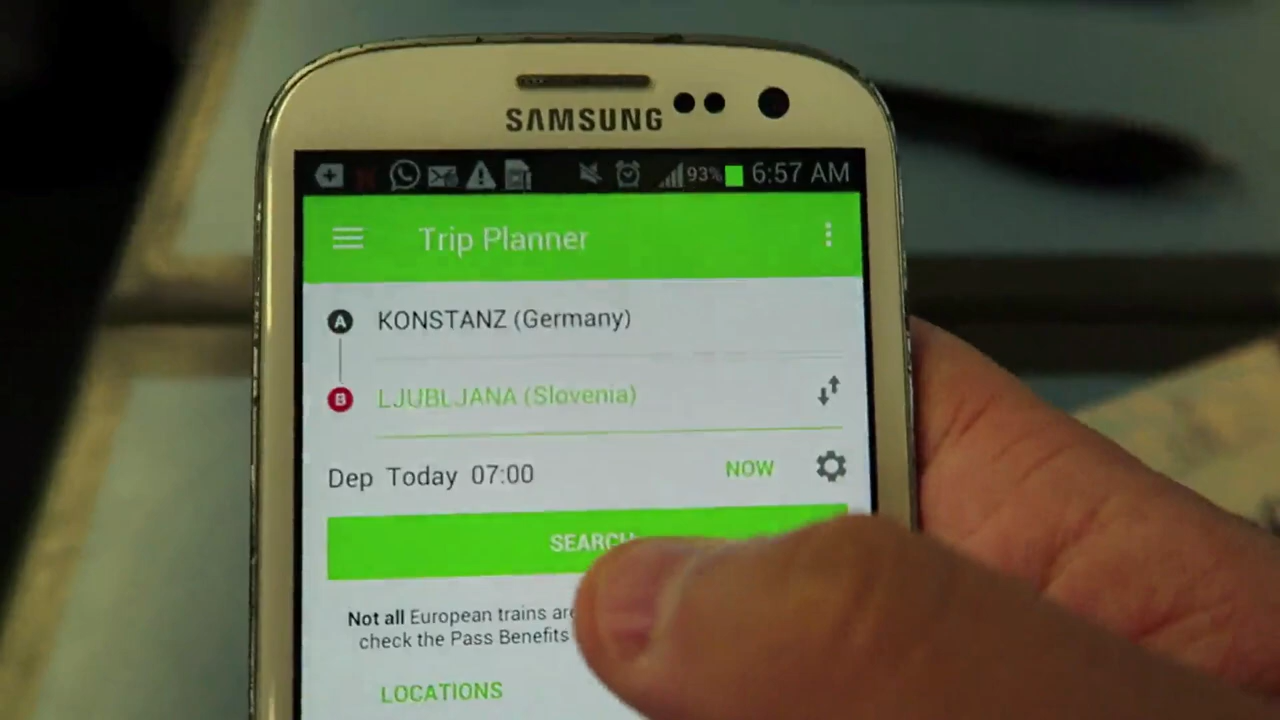 SAMSUNG
93% 6:57 AM
Trip Planner
A KONSTANZ (Germany)
B LJUBLJANA (Slovenia)
Dep Today 07:00 NOW
SEARCH
Not all European trains are
check the Pass Benefits
LOCATIONS